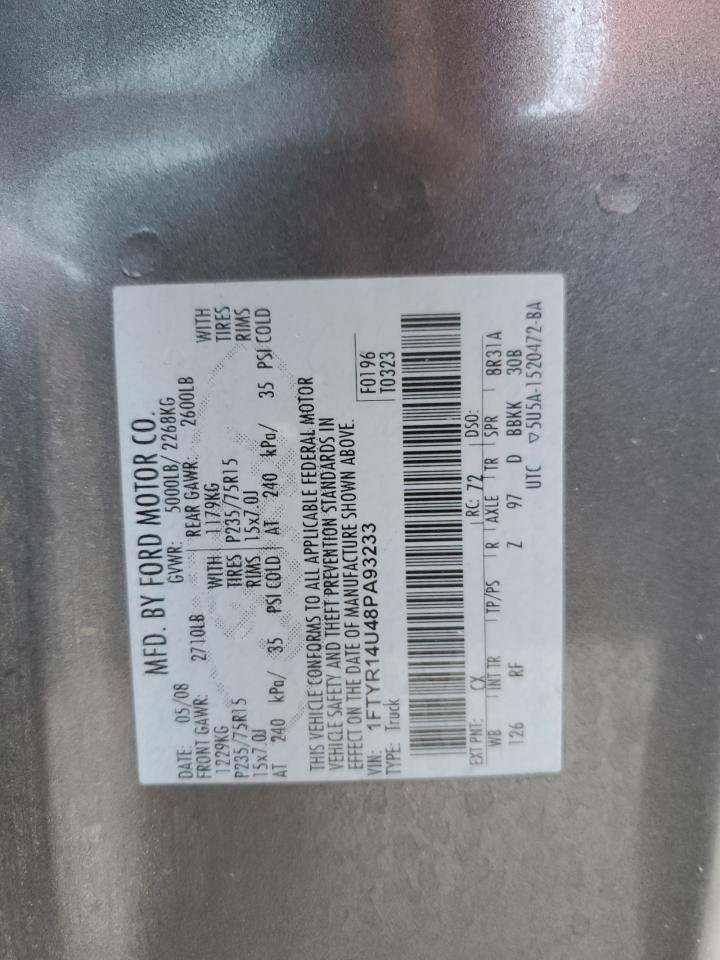 MFD. BY FORD MOTOR CO.
DATE: 05/08 GVWR: 5000LB/ 2268KG
FRONT GAWR: 2710LB REAR GAWR: 2600LB
1229KG WITH 1179KG WITH
P235/75R15 TIRES P235/75R15 TIRES
15x7.0J RIMS 15x7.0J RIMS
AT 240 kPa/ 35 PSI COLD AT 240 kPa/ 35 PSI COLD
THIS VEHICLE CONFORMS TO ALL APPLICABLE FEDERAL MOTOR
VEHICLE SAFETY AND THEFT PREVENTION STANDARDS IN
EFFECT ON THE DATE OF MANUFACTURE SHOWN ABOVE.
VIN: 1FTYR14U48PA93233 F0196
TYPE: Truck T0323
EXT PNT: CX RC: 72 DSO:
WB INT TR TP/PS R AXLE TR SPR 8R31A
126 RF Z 97 D BBKK 30B
UTC ▽5U5A-1520472-BA